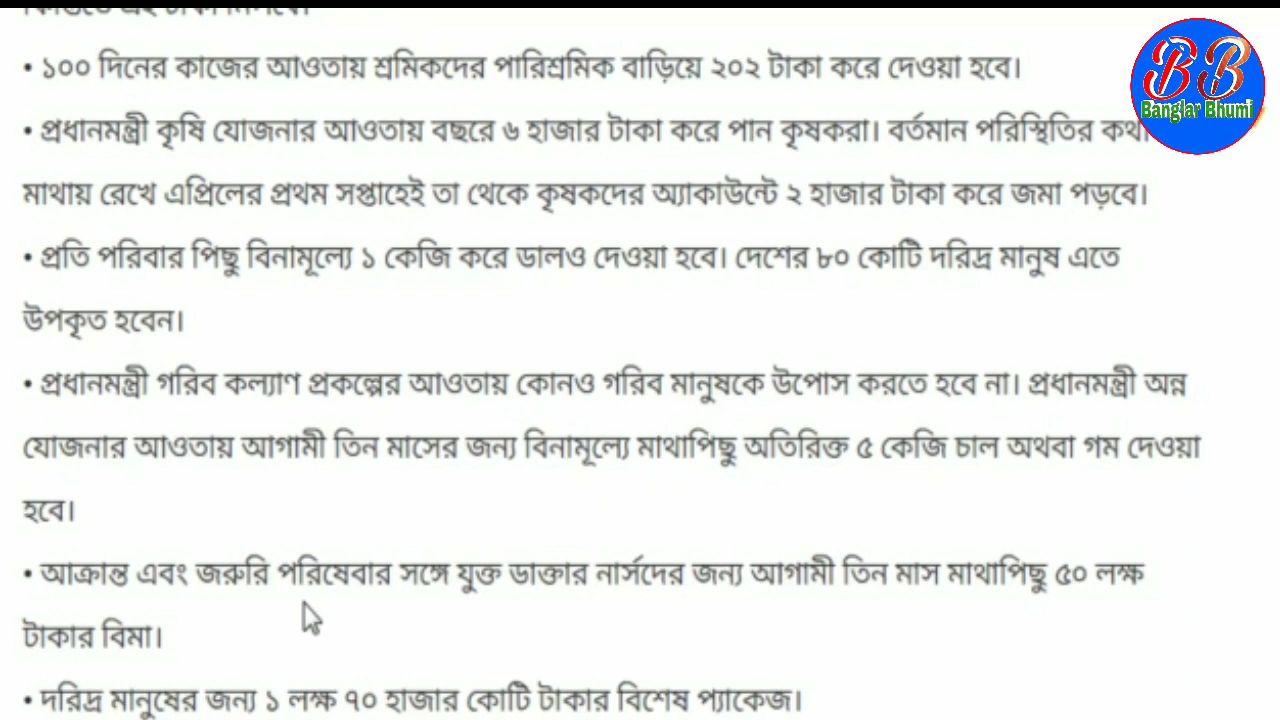 • ১০০ দিনের কাজের আওতায় শ্রমিকদের পারিশ্রমিক বাড়িয়ে ২০২ টাকা করে দেওয়া হবে।
BB
Banglar Bhumi
• প্রধানমন্ত্রী কৃষি যোজনার আওতায় বছরে ৬ হাজার টাকা করে পান কৃষকরা। বর্তমান পরিস্থিতির কথা
মাথায় রেখে এপ্রিলের প্রথম সপ্তাহেই তা থেকে কৃষকদের অ্যাকাউন্টে ২ হাজার টাকা করে জমা পড়বে।
• প্রতি পরিবার পিছু বিনামূল্যে ১ কেজি করে ডালও দেওয়া হবে। দেশের ৮০ কোটি দরিদ্র মানুষ এতে
উপকৃত হবেন।
• প্রধানমন্ত্রী গরিব কল্যাণ প্রকল্পের আওতায় কোনও গরিব মানুষকে উপোস করতে হবে না। প্রধানমন্ত্রী অন্ন
যোজনার আওতায় আগামী তিন মাসের জন্য বিনামূল্যে মাথাপিছু অতিরিক্ত ৫ কেজি চাল অথবা গম দেওয়া
হবে।
• আক্রান্ত এবং জরুরি পরিষেবার সঙ্গে যুক্ত ডাক্তার নার্সদের জন্য আগামী তিন মাস মাথাপিছু ৫০ লক্ষ
টাকার বিমা।
• দরিদ্র মানুষের জন্য ১ লক্ষ ৭০ হাজার কোটি টাকার বিশেষ প্যাকেজ।